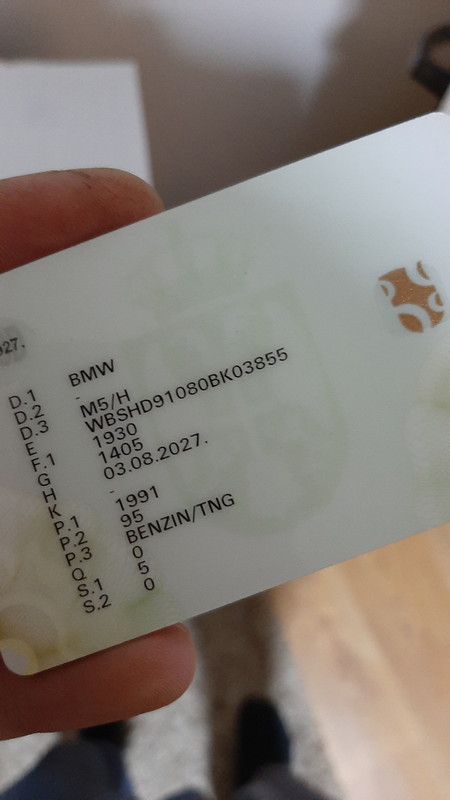 27.
D.1 BMW
D.2 -
D.3 M5/H
E WBSHD91080BK03855
F.1 1930
G 1405
H 03.08.2027.
K -
P.1 1991
P.2 95
P.3 BENZIN/TNG
Q 0
S.1 5
S.2 0